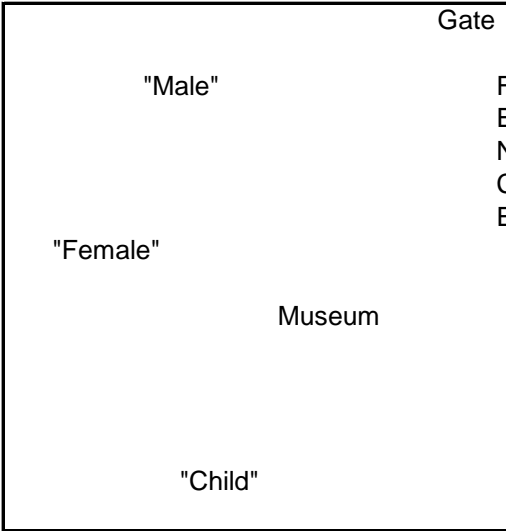 Gate
"Male"
F
E
N
C
E
"Female"
Museum
"Child"